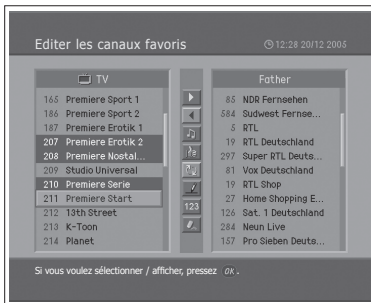 Editer les canaux favoris
12:28 20/12 2005
TV
165 Premiere Sport 1
186 Premiere Sport 2
187 Premiere Erotik 1
207 Premiere Erotik 2
208 Premiere Nostal...
209 Studio Universal
210 Premiere Serie
211 Premiere Start
212 13th Street
213 K-Toon
214 Planet
123
Father
85 NDR Fernsehen
584 Sudwest Fernse...
5 RTL
19 RTL Deutschland
297 Super RTL Deuts...
81 Vox Deutschland
19 RTL Shop
27 Home Shopping E...
126 Sat. 1 Deutschland
284 Neun Live
157 Pro Sieben Deuts...
Si vous voulez sélectionner / afficher, pressez OK .